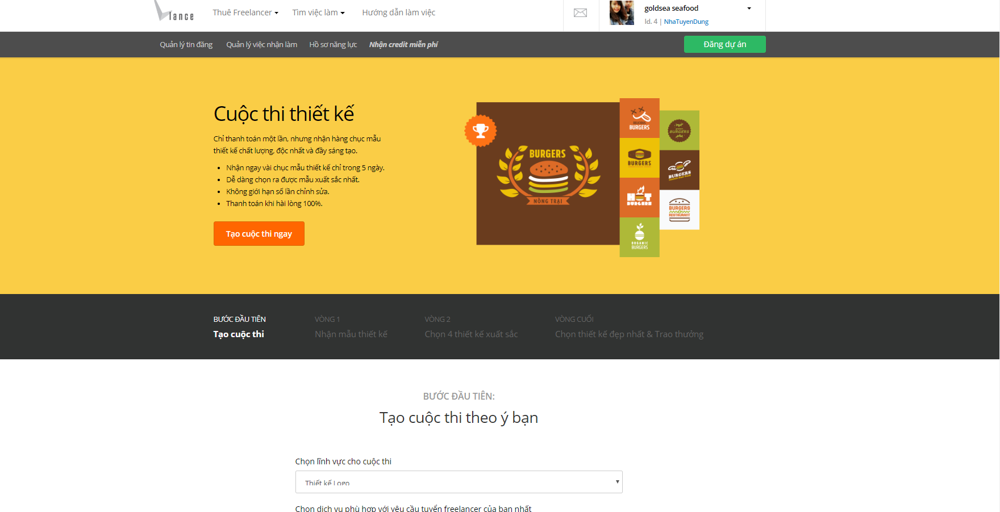 lance
Thuê Freelancer
Tìm việc làm
Hướng dẫn làm việc
goldsea seafood
Id. 4 | NhaTuyenDung
Quản lý tin đăng
Quản lý việc nhận làm
Hồ sơ năng lực
Nhận credit miễn phí
Đăng dự án
Cuộc thi thiết kế
Chỉ thanh toán một lần, nhưng nhận hàng chục mẫu
thiết kế chất lượng, độc nhất và đầy sáng tạo.
Nhận ngay vài chục mẫu thiết kế chỉ trong 5 ngày.
Dễ dàng chọn ra được mẫu xuất sắc nhất.
Không giới hạn số lần chỉnh sửa.
Thanh toán khi hài lòng 100%.
Tạo cuộc thi ngay
BURGERS
NÔNG TRẠI
DELICIOUS
BURGERS
BURGERS
HOT
BURGERS
ORGANIC
BURGERS
BURGERS
BURGERS
BURGERS
RESTAURANT
BƯỚC ĐẦU TIÊN
Tạo cuộc thi
VÒNG 1
Nhận mẫu thiết kế
VÒNG 2
Chọn 4 thiết kế xuất sắc
VÒNG CUỐI
Chọn thiết kế đẹp nhất & Trao thưởng
BƯỚC ĐẦU TIÊN:
Tạo cuộc thi theo ý bạn
Chọn lĩnh vực cho cuộc thi
Thiết kế Logo
Chọn dịch vụ phù hợp với yêu cầu tuyển freelancer của bạn nhất